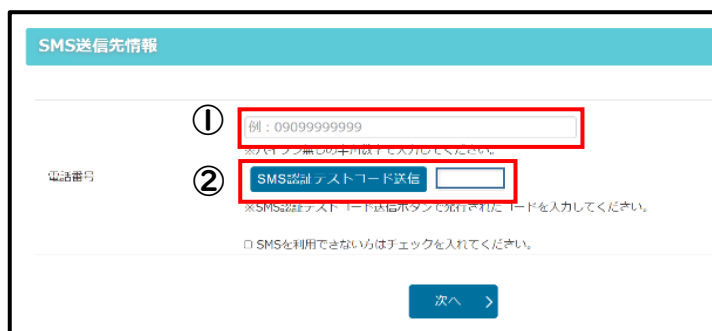 SMS送信先情報
①
例：09099999999
※ハイフン無しの半角数字で入力してください。
電話番号
②
SMS認証テストコード送信
※SMS認証テストコード送信ボタンで発行されたコードを入力してください。
□ SMSを利用できない方はチェックを入れてください。
次へ >